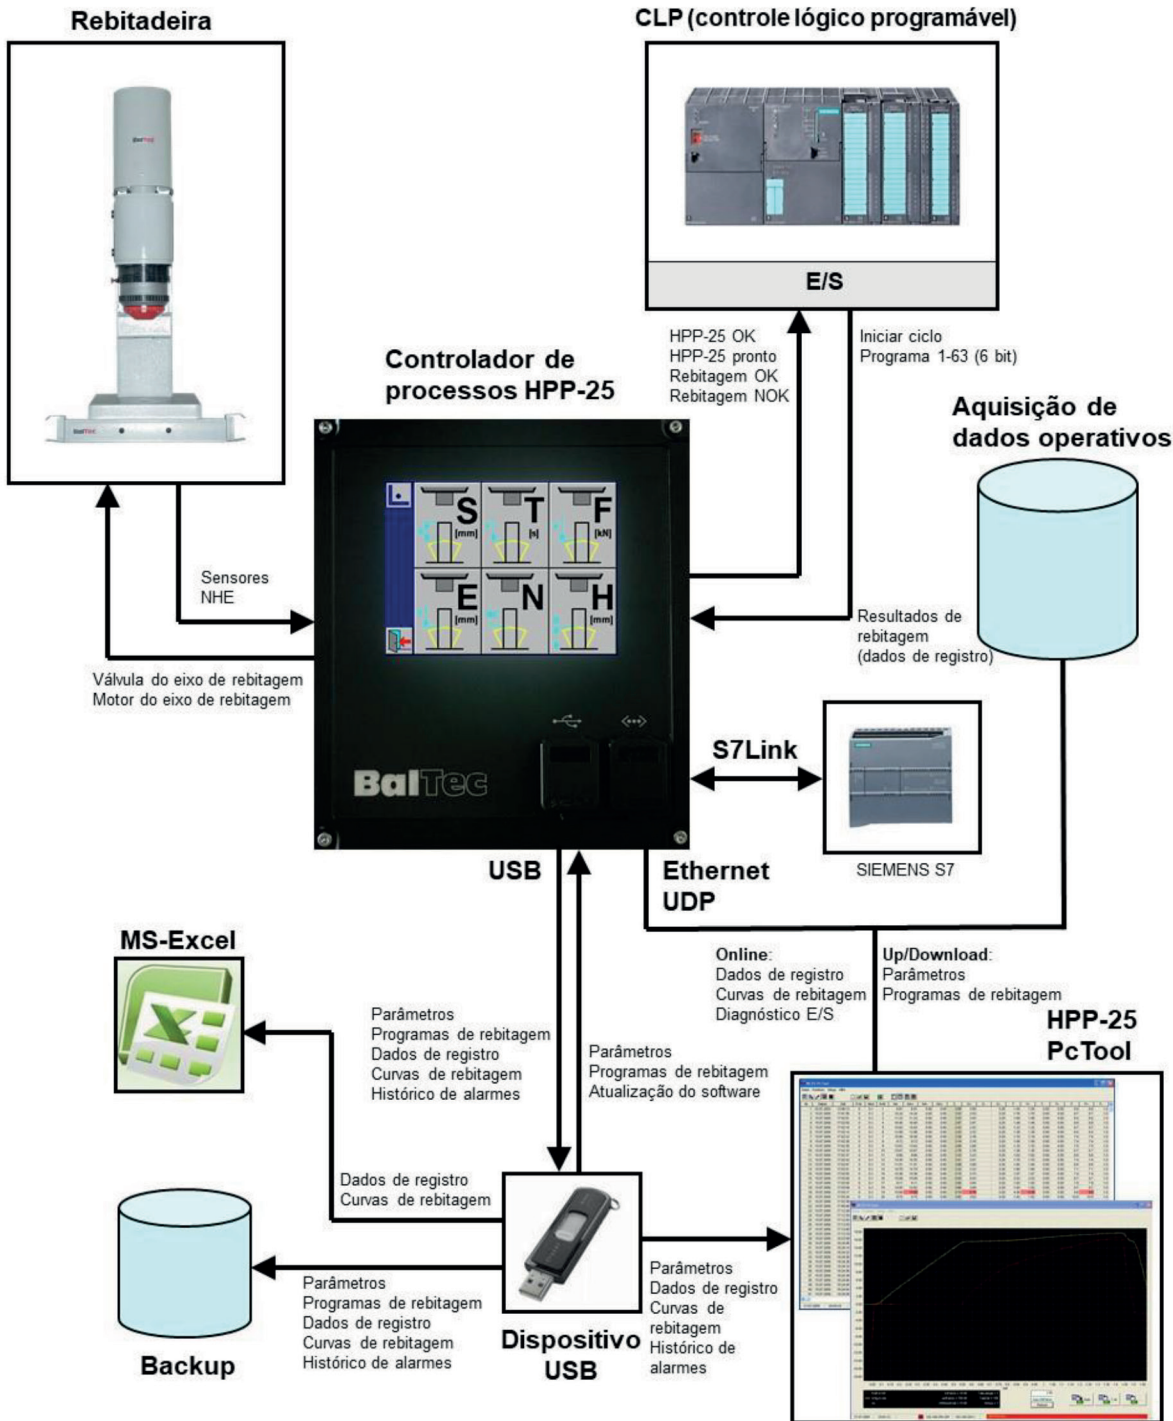 Rebitadeira
CLP (controle lógico programável)
BalTec
BalTec
E/S
HPP-25 OK
HPP-25 pronto
Rebitagem OK
Rebitagem NOK
Iniciar ciclo
Programa 1-63 (6 bit)
Controlador de
processos HPP-25
Aquisição de
dados operativos
S
[mm]
T
[s]
F
[kN]
E
[mm]
N
H
[mm]
Sensores
NHE
Válvula do eixo de rebitagem
Motor do eixo de rebitagem
Resultados de
rebitagem
(dados de registro)
BalTec
S7Link
SIEMENS S7
USB
Ethernet
UDP
MS-Excel
Online:
Dados de registro
Curvas de rebitagem
Diagnóstico E/S
Up/Download:
Parâmetros
Programas de rebitagem
HPP-25
PcTool
Parâmetros
Programas de rebitagem
Dados de registro
Curvas de rebitagem
Histórico de alarmes
Parâmetros
Programas de rebitagem
Atualização do software
Dados de registro
Curvas de rebitagem
Parâmetros
Programas de rebitagem
Dados de registro
Curvas de rebitagem
Histórico de alarmes
Parâmetros
Dados de registro
Curvas de
rebitagem
Histórico de
alarmes
Backup
Dispositivo
USB